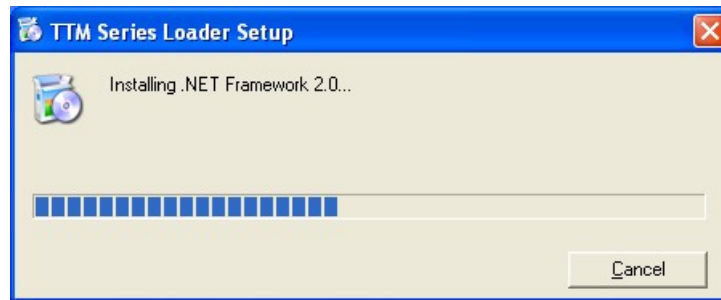 TTM Series Loader Setup
Installing .NET Framework 2.0...
Cancel